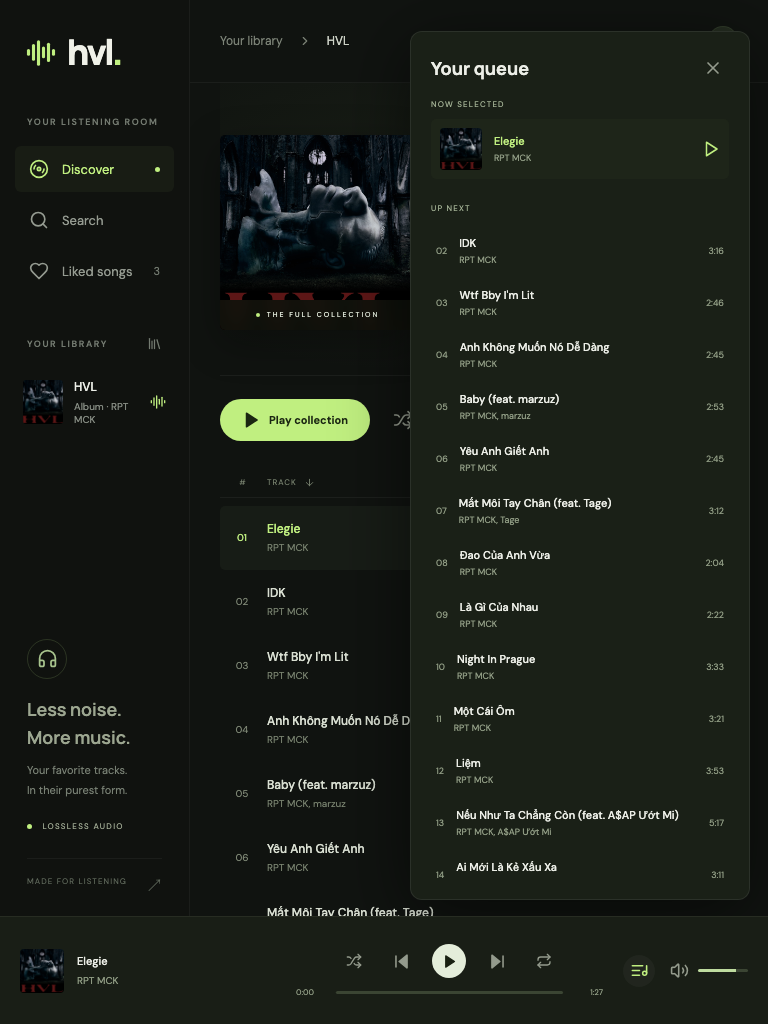 hvl.
YOUR LISTENING ROOM
Discover
Search
Liked songs 3
YOUR LIBRARY
HVL
Album · RPT
MCK
Less noise.
More music.
Your favorite tracks.
In their purest form.
LOSSLESS AUDIO
MADE FOR LISTENING
Your library > HVL
THE FULL COLLECTION
Play collection
# TRACK
01 Elegie
RPT MCK
02 IDK
RPT MCK
03 Wtf Bby I'm Lit
RPT MCK
04 Anh Không Muốn Nó Dễ D
RPT MCK
05 Baby (feat. marzuz)
RPT MCK, marzuz
06 Yêu Anh Giết Anh
RPT MCK
Mắt Môi Tay Chân (feat. Tage)
Your queue
NOW SELECTED
Elegie
RPT MCK
UP NEXT
02 IDK 3:16
RPT MCK
03 Wtf Bby I'm Lit 2:46
RPT MCK
04 Anh Không Muốn Nó Dễ Dàng 2:45
RPT MCK
05 Baby (feat. marzuz) 2:53
RPT MCK, marzuz
06 Yêu Anh Giết Anh 2:45
RPT MCK
07 Mắt Môi Tay Chân (feat. Tage) 3:12
RPT MCK, Tage
08 Đao Của Anh Vừa 2:04
RPT MCK
09 Là Gì Của Nhau 2:22
RPT MCK
10 Night In Prague 3:33
RPT MCK
11 Một Cái Ôm 3:21
RPT MCK
12 Liệm 3:53
RPT MCK
13 Nếu Như Ta Chẳng Còn (feat. A$AP Ướt Mi) 5:17
RPT MCK, A$AP Ướt Mi
14 Ai Mới Là Kẻ Xấu Xa 3:11
Elegie
RPT MCK
0:00 1:27